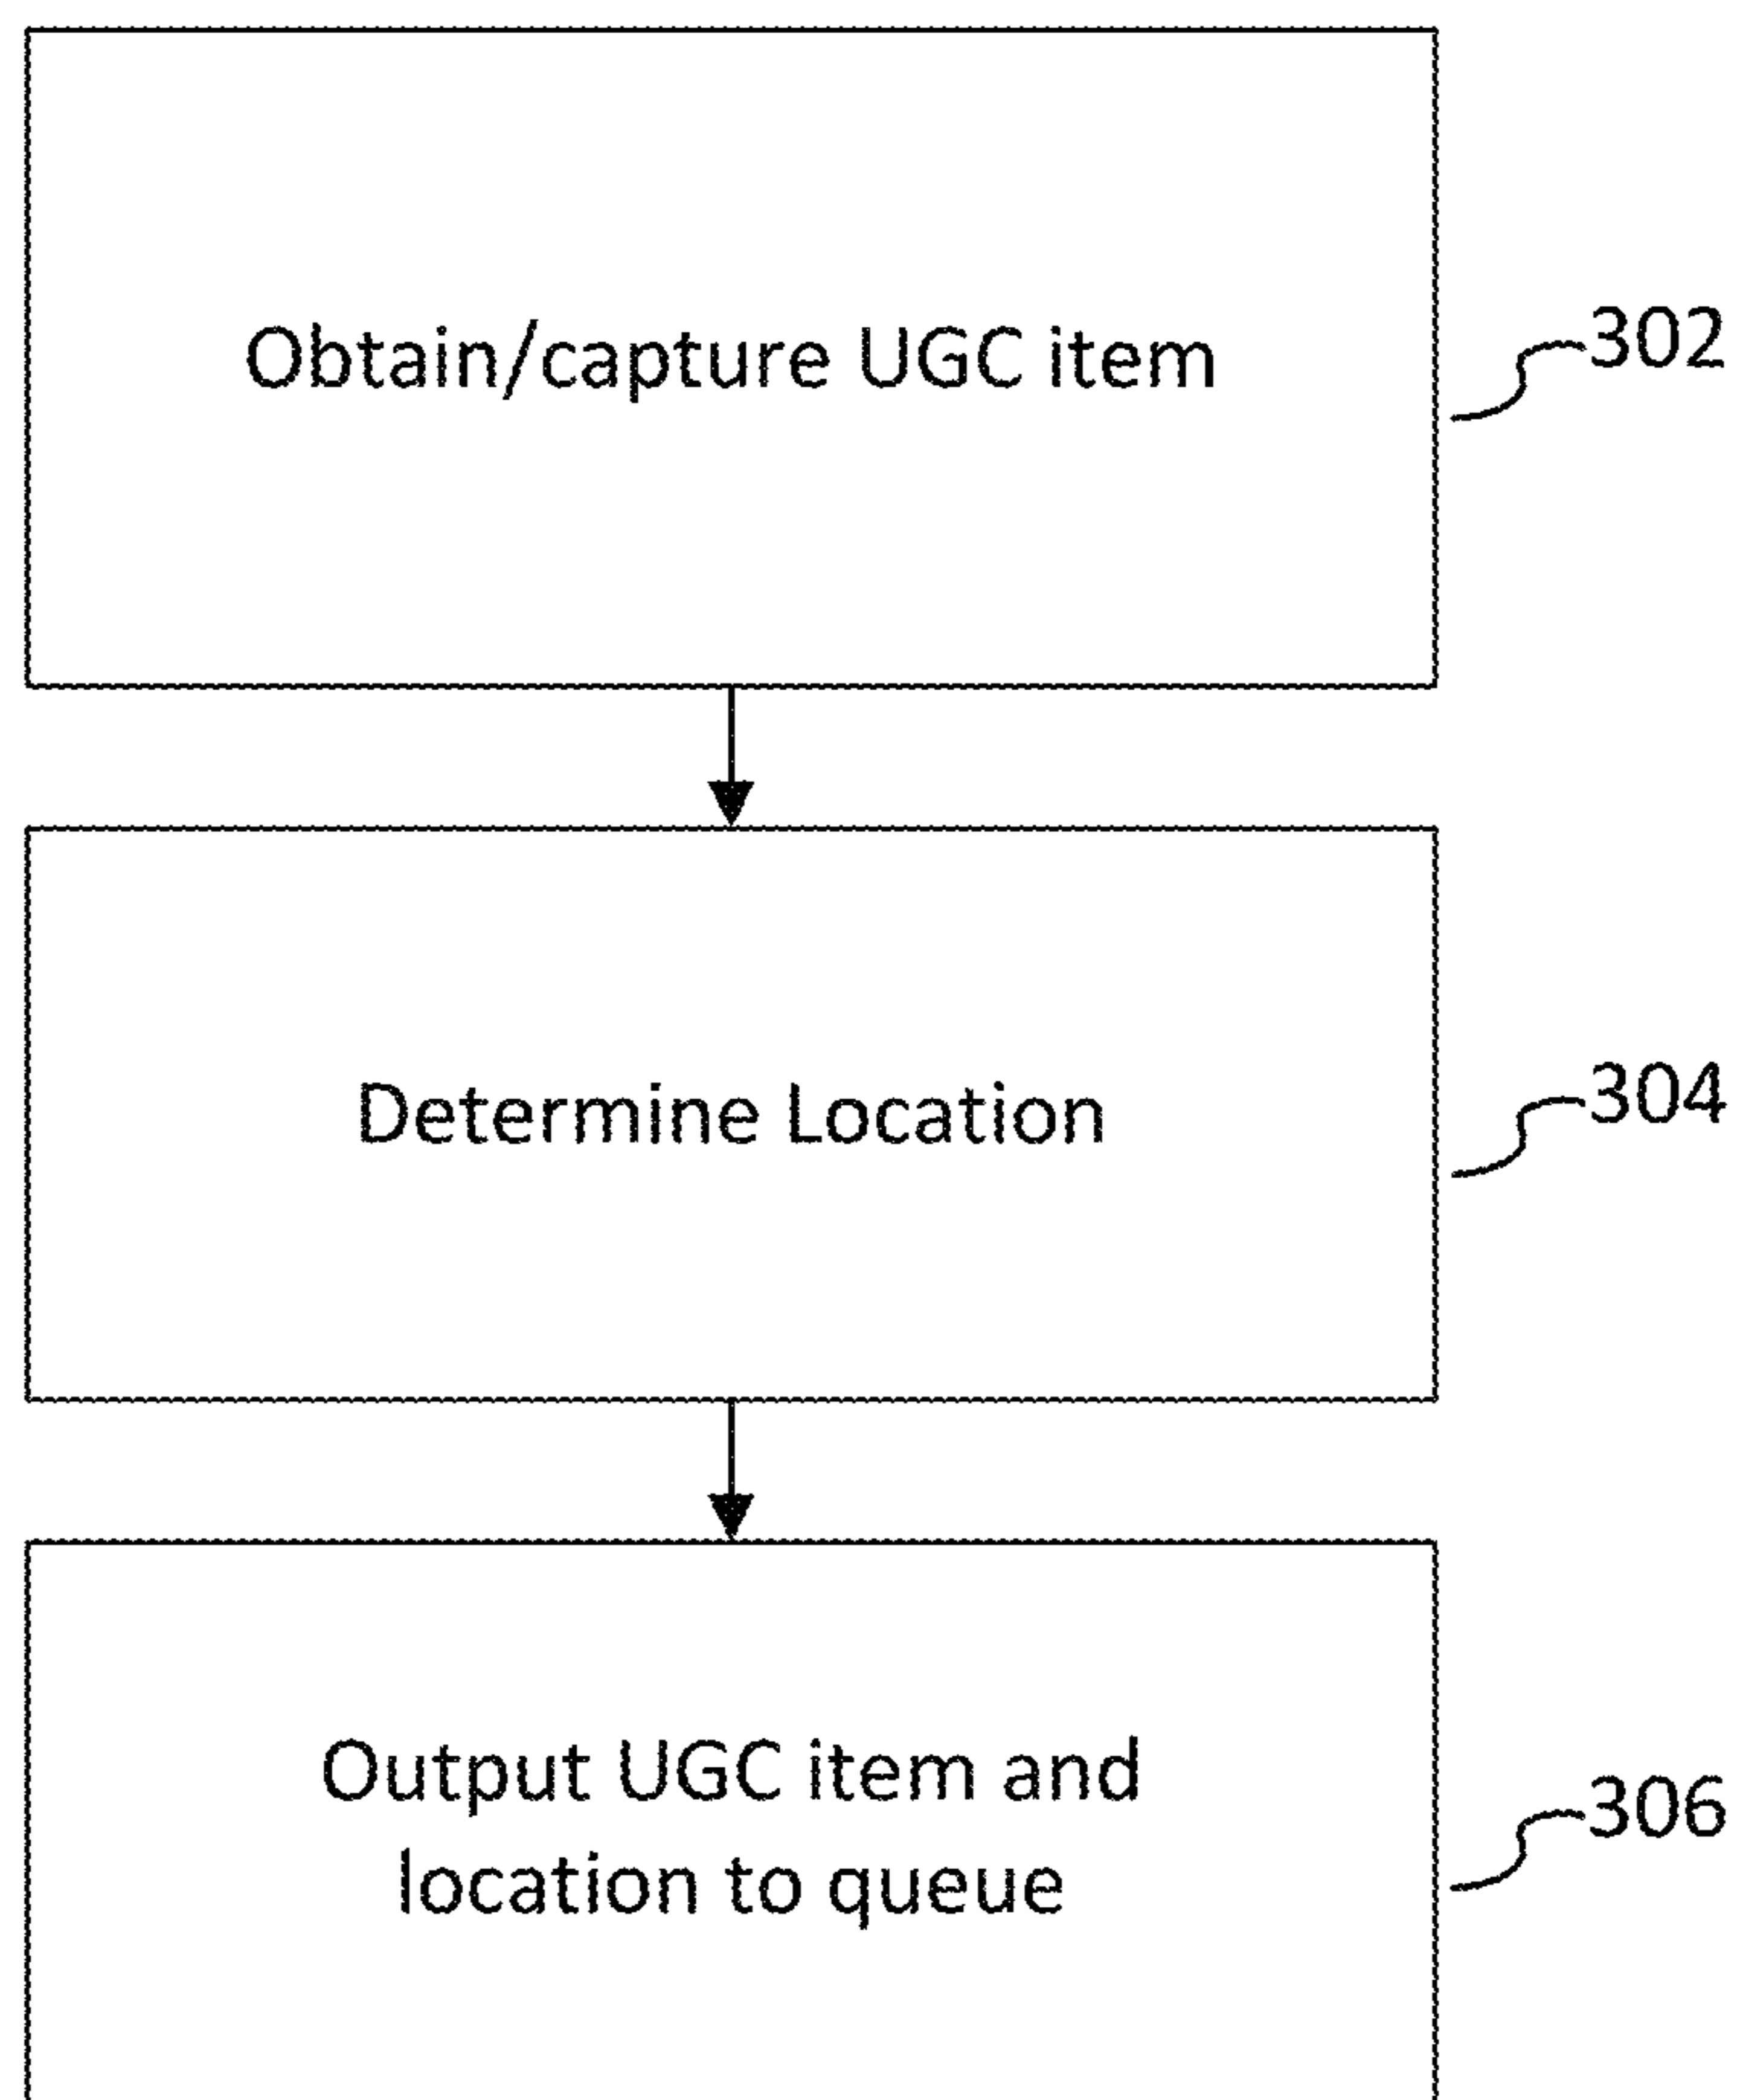 Obtain/capture UGC item
302
Determine Location
304
Output UGC item and
location to queue
306